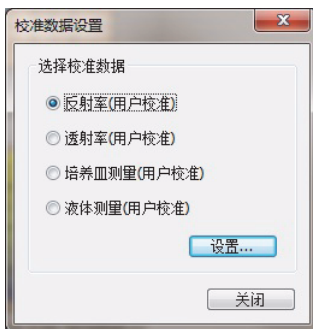 校准数据设置
选择校准数据
反射率(用户校准)
透射率(用户校准)
培养皿测量(用户校准)
液体测量(用户校准)
设置...
关闭